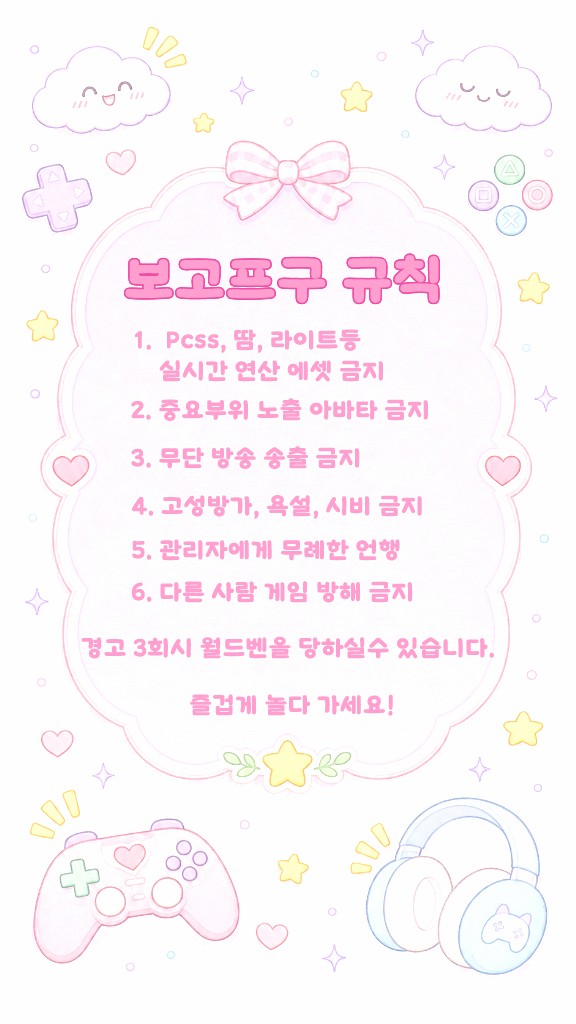 보고프구 규칙
1. Pcss, 땀, 라이트등
실시간 연산 에셋 금지
2. 중요부위 노출 아바타 금지
3. 무단 방송 송출 금지
4. 고성방가, 욕설, 시비 금지
5. 관리자에게 무례한 언행
6. 다른 사람 게임 방해 금지
경고 3회시 월드벤을 당하실수 있습니다.
즐겁게 놀다 가세요!